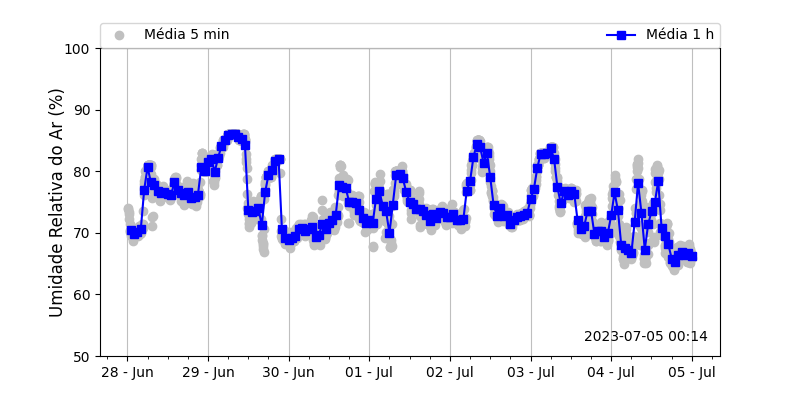 Média 5 min
Média 1 h
Umidade Relativa do Ar (%)
100
90
80
70
60
50
2023-07-05 00:14
28 - Jun
29 - Jun
30 - Jun
01 - Jul
02 - Jul
03 - Jul
04 - Jul
05 - Jul